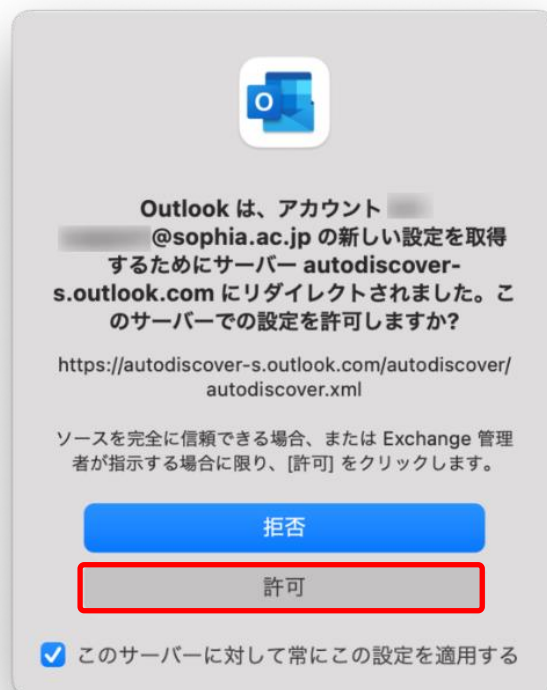 Outlook は、アカウント
@sophia.ac.jp の新しい設定を取得
するためにサーバー autodiscover-
s.outlook.com にリダイレクトされました。こ
のサーバーでの設定を許可しますか?
https://autodiscover-s.outlook.com/autodiscover/
autodiscover.xml
ソースを完全に信頼できる場合、または Exchange 管理
者が指示する場合に限り、[許可] をクリックします。
拒否
許可
このサーバーに対して常にこの設定を適用する